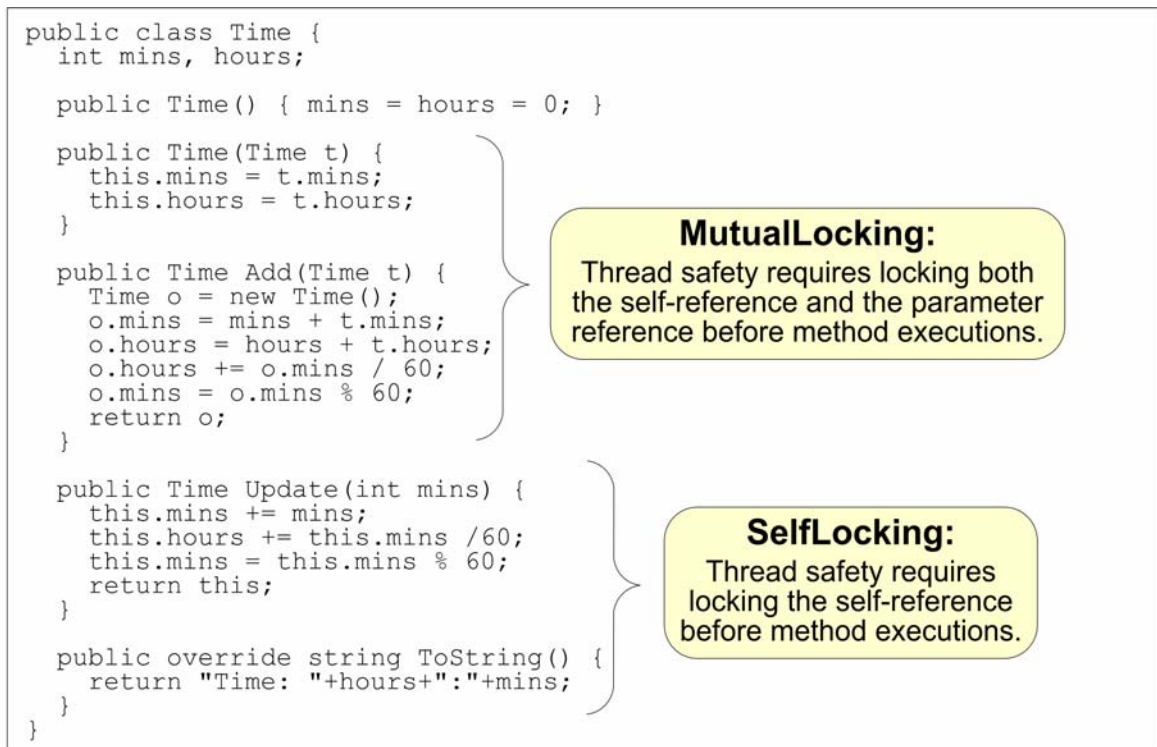 public class Time {
  int mins, hours;
  public Time() { mins = hours = 0; }
  public Time(Time t) {
    this.mins = t.mins;
    this.hours = t.hours;
  }
  public Time Add(Time t) {
    Time o = new Time();
    o.mins = mins + t.mins;
    o.hours = hours + t.hours;
    o.hours += o.mins / 60;
    o.mins = o.mins % 60;
    return o;
  }
MutualLocking:
Thread safety requires locking both
the self-reference and the parameter
reference before method executions.
  public Time Update(int mins) {
    this.mins += mins;
    this.hours += this.mins /60;
    this.mins = this.mins % 60;
    return this;
  }
  public override string ToString() {
    return "Time: "+hours+":"+mins;
  }
}
SelfLocking:
Thread safety requires
locking the self-reference
before method executions.